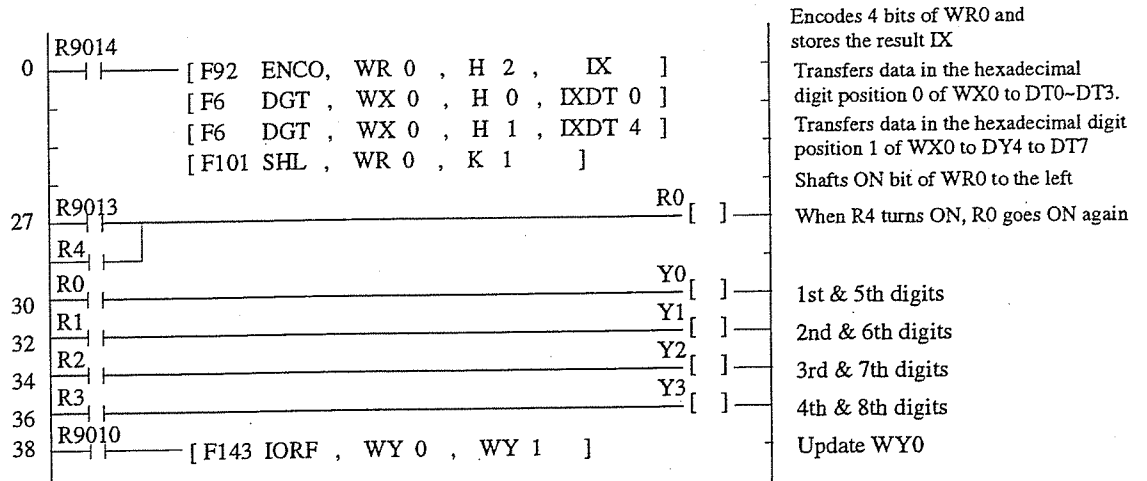 Encodes 4 bits of WR0 and
stores the result IX
R9014
0 [ F92 ENCO, WR 0 , H 2 , IX ]
Transfers data in the hexadecimal
digit position 0 of WX0 to DT0~DT3.
[ F6 DGT , WX 0 , H 0 , IXDT 0 ]
[ F6 DGT , WX 0 , H 1 , IXDT 4 ]
Transfers data in the hexadecimal digit
position 1 of WX0 to DY4 to DT7
[ F101 SHL , WR 0 , K 1 ]
Shafts ON bit of WR0 to the left
R9013 R0
27 [ ] When R4 turns ON, R0 goes ON again
R4
R0 Y0
30 [ ] 1st & 5th digits
R1 Y1
32 [ ] 2nd & 6th digits
R2 Y2
34 [ ] 3rd & 7th digits
R3 Y3
36 [ ] 4th & 8th digits
R9010
38 [ F143 IORF , WY 0 , WY 1 ] Update WY0